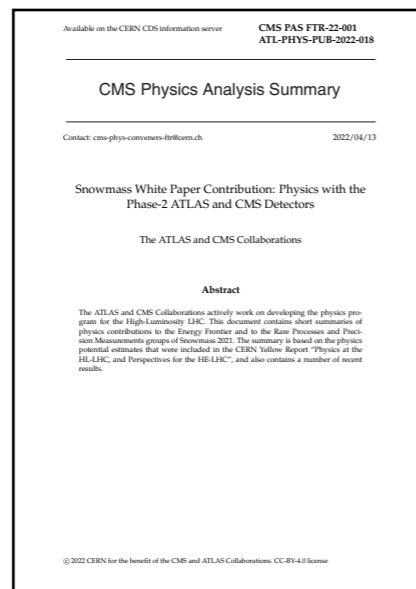 Available on the CERN CDS information server
CMS PAS FTR-22-001
ATL-PHYS-PUB-2022-018
CMS Physics Analysis Summary
Contact: cms-phys-conveners-ftr@cern.ch
2022/04/13
Snowmass White Paper Contribution: Physics with the
Phase-2 ATLAS and CMS Detectors
The ATLAS and CMS Collaborations
Abstract
The ATLAS and CMS Collaborations actively work on developing the physics pro-
gram for the High-Luminosity LHC. This document contains short summaries of
physics contributions to the Energy Frontier and to the Rare Processes and Preci-
sion Measurements groups of Snowmass 2021. The summary is based on the physics
potential estimates that were included in the CERN Yellow Report “Physics at the
HL-LHC, and Perspectives for the HE-LHC”, and also contains a number of recent
results.
© 2022 CERN for the benefit of the CMS and ATLAS Collaborations. CC-BY-4.0 license